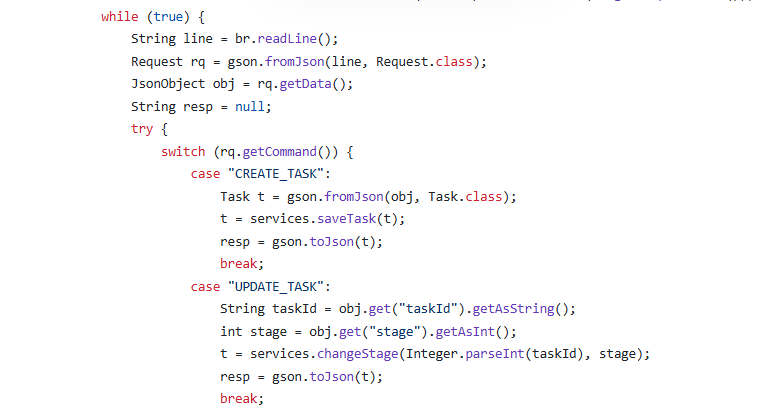 while (true) {
String line = br.readLine();
Request rq = gson.fromJson(line, Request.class);
JsonObject obj = rq.getData();
String resp = null;
try {
switch (rq.getCommand()) {
case "CREATE_TASK":
Task t = gson.fromJson(obj, Task.class);
t = services.saveTask(t);
resp = gson.toJson(t);
break;
case "UPDATE_TASK":
String taskId = obj.get("taskId").getAsString();
int stage = obj.get("stage").getAsInt();
t = services.changeStage(Integer.parseInt(taskId), stage);
resp = gson.toJson(t);
break;